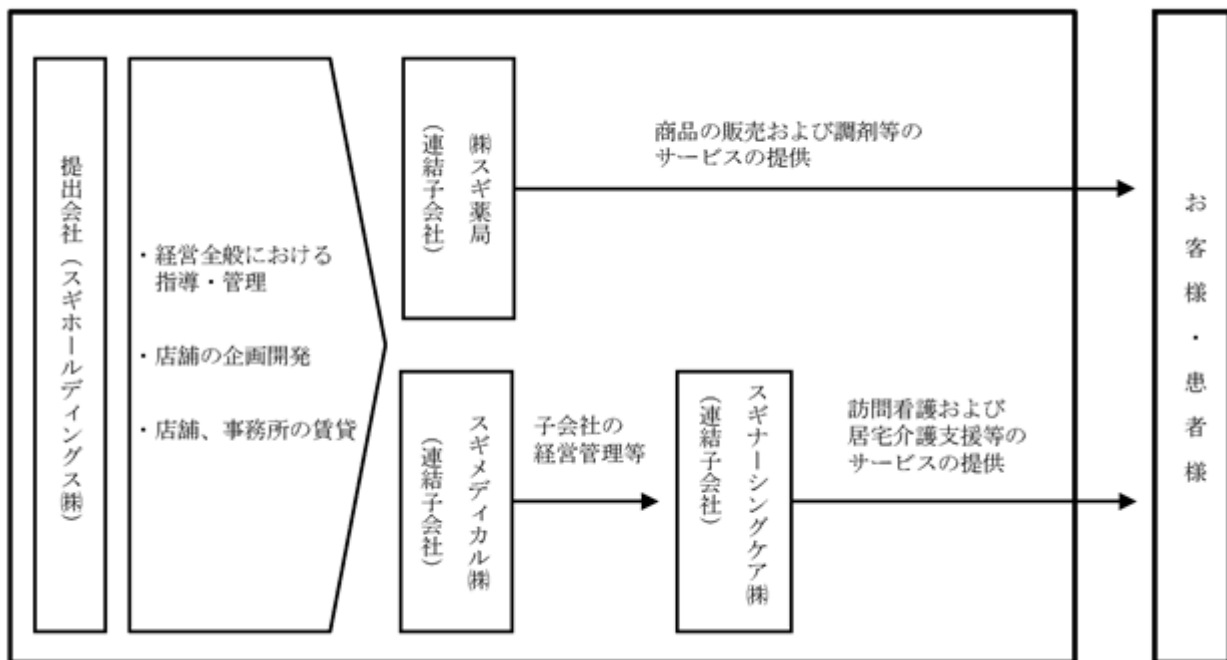 提出会社（スギホールディングス㈱）
・経営全般における
指導・管理
・店舗の企画開発
・店舗、事務所の賃貸
㈱スギ薬局
（連結子会社）
商品の販売および調剤等の
サービスの提供
スギメディカル㈱
（連結子会社）
子会社の
経営管理等
スギナーシングケア㈱
（連結子会社）
訪問看護および
居宅介護支援等の
サービスの提供
お客様・患者様